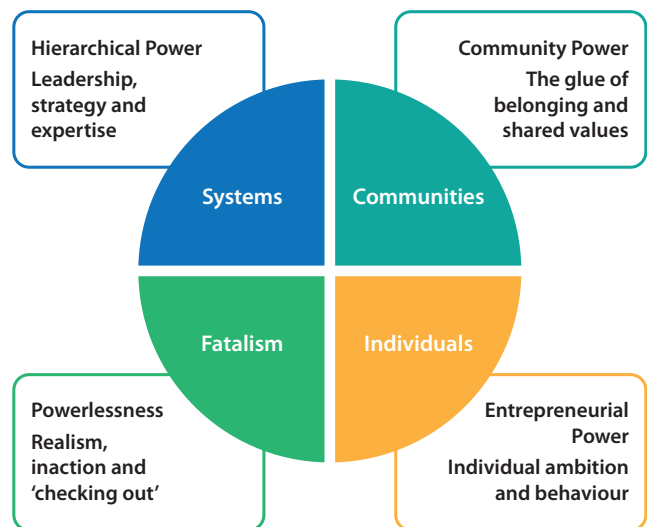 Hierarchical Power
Leadership,
strategy and
expertise
Community Power
The glue of
belonging and
shared values
Systems
Communities
Fatalism
Individuals
Powerlessness
Realism,
inaction and
‘checking out’
Entrepreneurial
Power
Individual ambition
and behaviour